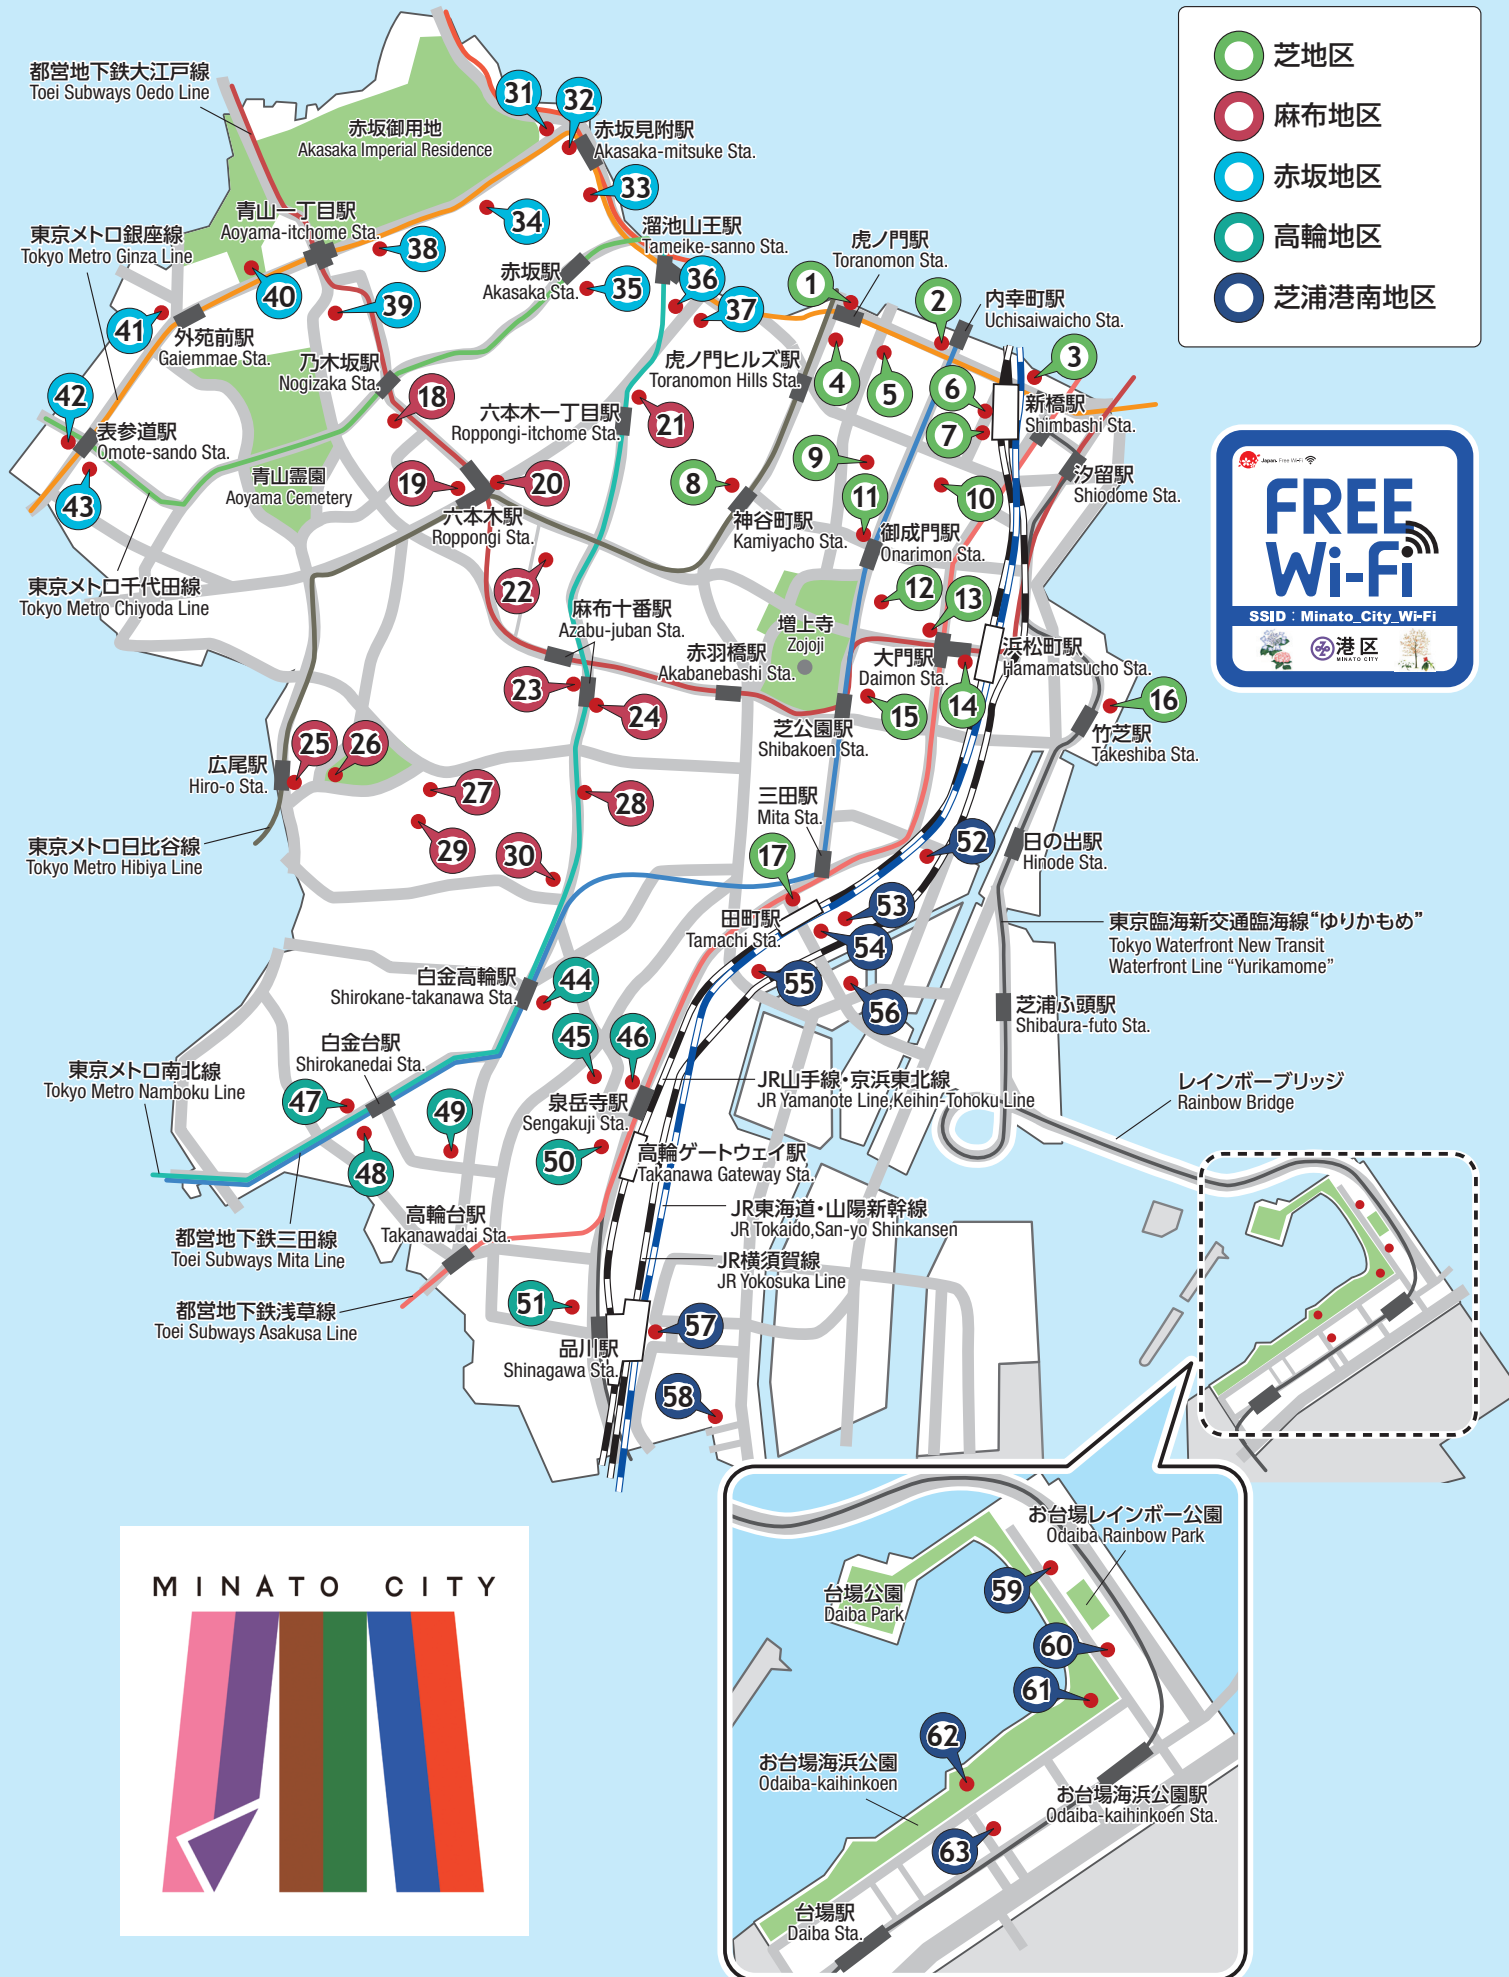 芝地区
麻布地区
赤坂地区
高輪地区
芝浦港南地区
都営地下鉄大江戸線
Toei Subways Oedo Line
赤坂御用地
Akasaka Imperial Residence
31
32
赤坂見附駅
Akasaka-mitsuke Sta.
33
34
青山一丁目駅
Aoyama-itchome Sta.
38
東京メトロ銀座線
Tokyo Metro Ginza Line
溜池山王駅
Tameike-sanno Sta.
虎ノ門駅
Toranomon Sta.
赤坂駅
Akasaka Sta.
35
36
37
1
2
内幸町駅
Uchisaiwaicho Sta.
40
39
41
外苑前駅
Gaiemmae Sta.
乃木坂駅
Nogizaka Sta.
虎ノ門ヒルズ駅
Toranomon Hills Sta.
4
5
3
6
7
新橋駅
Shimbashi Sta.
42
表参道駅
Omote-sando Sta.
43
18
六本木一丁目駅
Roppongi-itchome Sta.
21
青山霊園
Aoyama Cemetery
19
20
六本木駅
Roppongi Sta.
8
9
10
11
汐留駅
Shiodome Sta.
神谷町駅
Kamiyacho Sta.
御成門駅
Onarimon Sta.
Japan. Free Wi-Fi
FREE
Wi-Fi
SSID：Minato_City_Wi-Fi
港区
MINATO CITY
東京メトロ千代田線
Tokyo Metro Chiyoda Line
22
麻布十番駅
Azabu-juban Sta.
12
13
増上寺
Zojoji
赤羽橋駅
Akabanebashi Sta.
大門駅
Daimon Sta.
浜松町駅
Hamamatsucho Sta.
23
24
14
15
16
芝公園駅
Shibakoen Sta.
竹芝駅
Takeshiba Sta.
25
26
広尾駅
Hiro-o Sta.
27
28
29
30
三田駅
Mita Sta.
東京メトロ日比谷線
Tokyo Metro Hibiya Line
17
52
日の出駅
Hinode Sta.
田町駅
Tamachi Sta.
53
54
55
56
東京臨海新交通臨海線“ゆりかもめ”
Tokyo Waterfront New Transit
Waterfront Line “Yurikamome”
白金高輪駅
Shirokane-takanawa Sta.
44
芝浦ふ頭駅
Shibaura-futo Sta.
45
46
白金台駅
Shirokanedai Sta.
東京メトロ南北線
Tokyo Metro Namboku Line
47
48
49
JR山手線・京浜東北線
JR Yamanote Line,Keihin-Tohoku Line
レインボーブリッジ
Rainbow Bridge
泉岳寺駅
Sengakuji Sta.
50
高輪ゲートウェイ駅
Takanawa Gateway Sta.
高輪台駅
Takanawadai Sta.
JR東海道・山陽新幹線
JR Tokaido,San-yo Shinkansen
都営地下鉄三田線
Toei Subways Mita Line
JR横須賀線
JR Yokosuka Line
都営地下鉄浅草線
Toei Subways Asakusa Line
51
57
品川駅
Shinagawa Sta.
58
お台場レインボー公園
Odaiba Rainbow Park
59
台場公園
Daiba Park
60
61
62
お台場海浜公園
Odaiba-kaihinkoen
お台場海浜公園駅
Odaiba-kaihinkoen Sta.
63
台場駅
Daiba Sta.
MINATO CITY